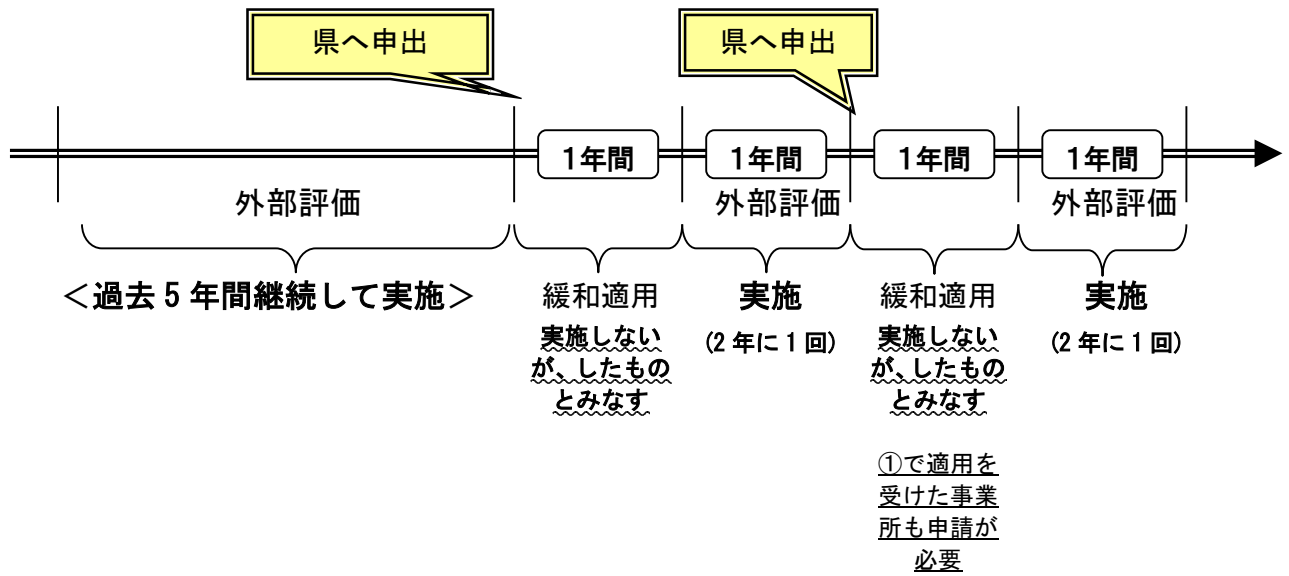 県へ申出
県へ申出
1年間
1年間
1年間
1年間
外部評価
外部評価
外部評価
＜過去５年間継続して実施＞
緩和適用
実施しない
が、したもの
とみなす
実施
(2年に1回)
緩和適用
実施しない
が、したもの
とみなす
①で適用を
受けた事業
所も申請が
必要
実施
(2年に1回)